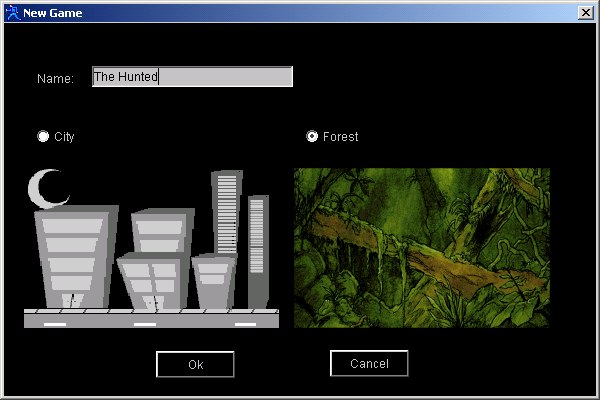 New Game
Name: The Hunted
City Forest
Ok Cancel